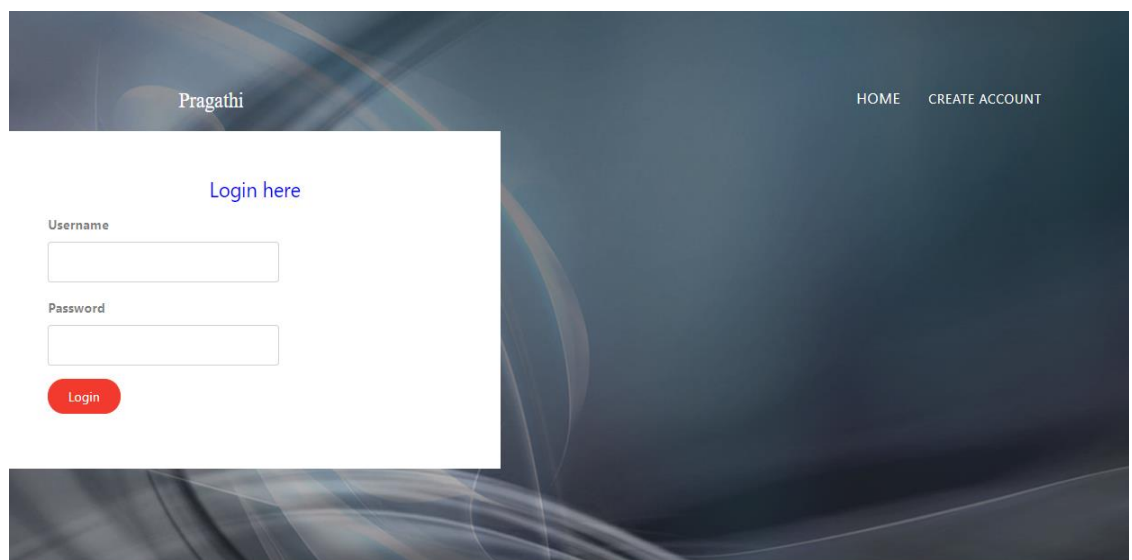 Pragathi
HOME CREATE ACCOUNT
Login here
Username
Password
Login